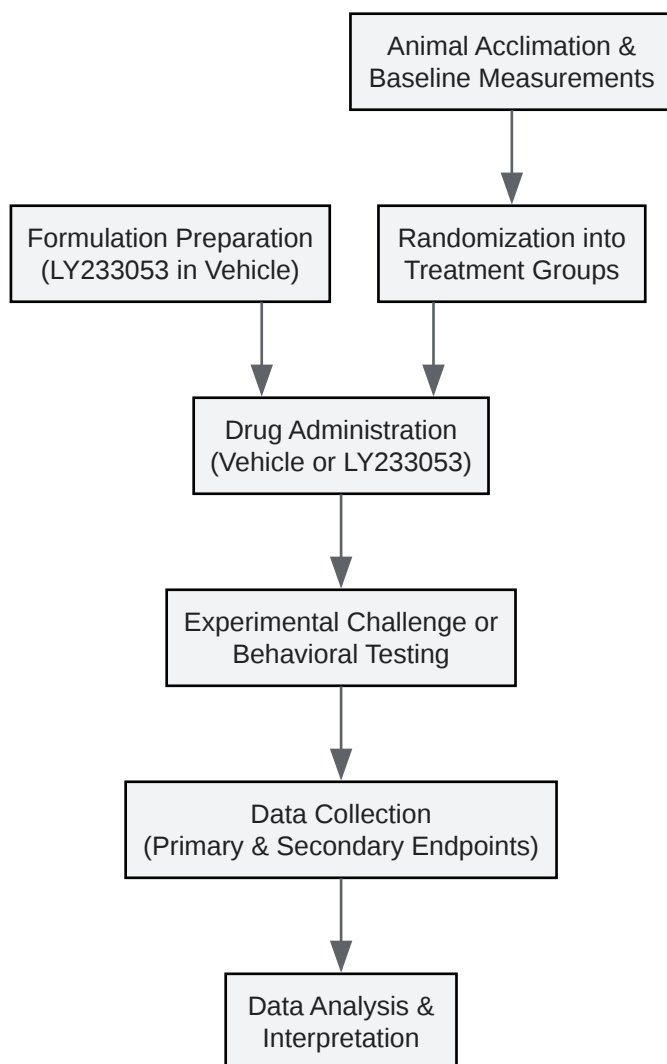 Animal Acclimation &
Baseline Measurements
Formulation Preparation
(LY233053 in Vehicle)
Randomization into
Treatment Groups
Drug Administration
(Vehicle or LY233053)
Experimental Challenge or
Behavioral Testing
Data Collection
(Primary & Secondary Endpoints)
Data Analysis &
Interpretation